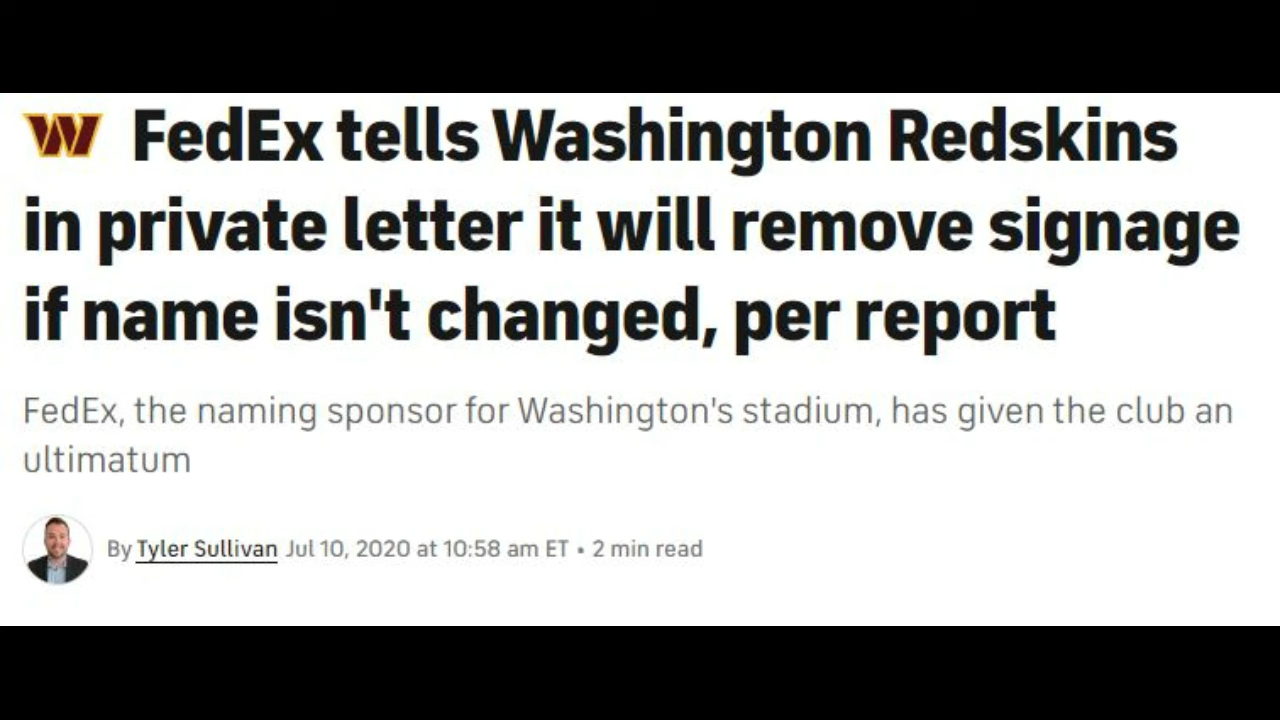 W FedEx tells Washington Redskins
in private letter it will remove signage
if name isn't changed, per report
FedEx, the naming sponsor for Washington's stadium, has given the club an
ultimatum
By Tyler Sullivan Jul 10, 2020 at 10:58 am ET • 2 min read